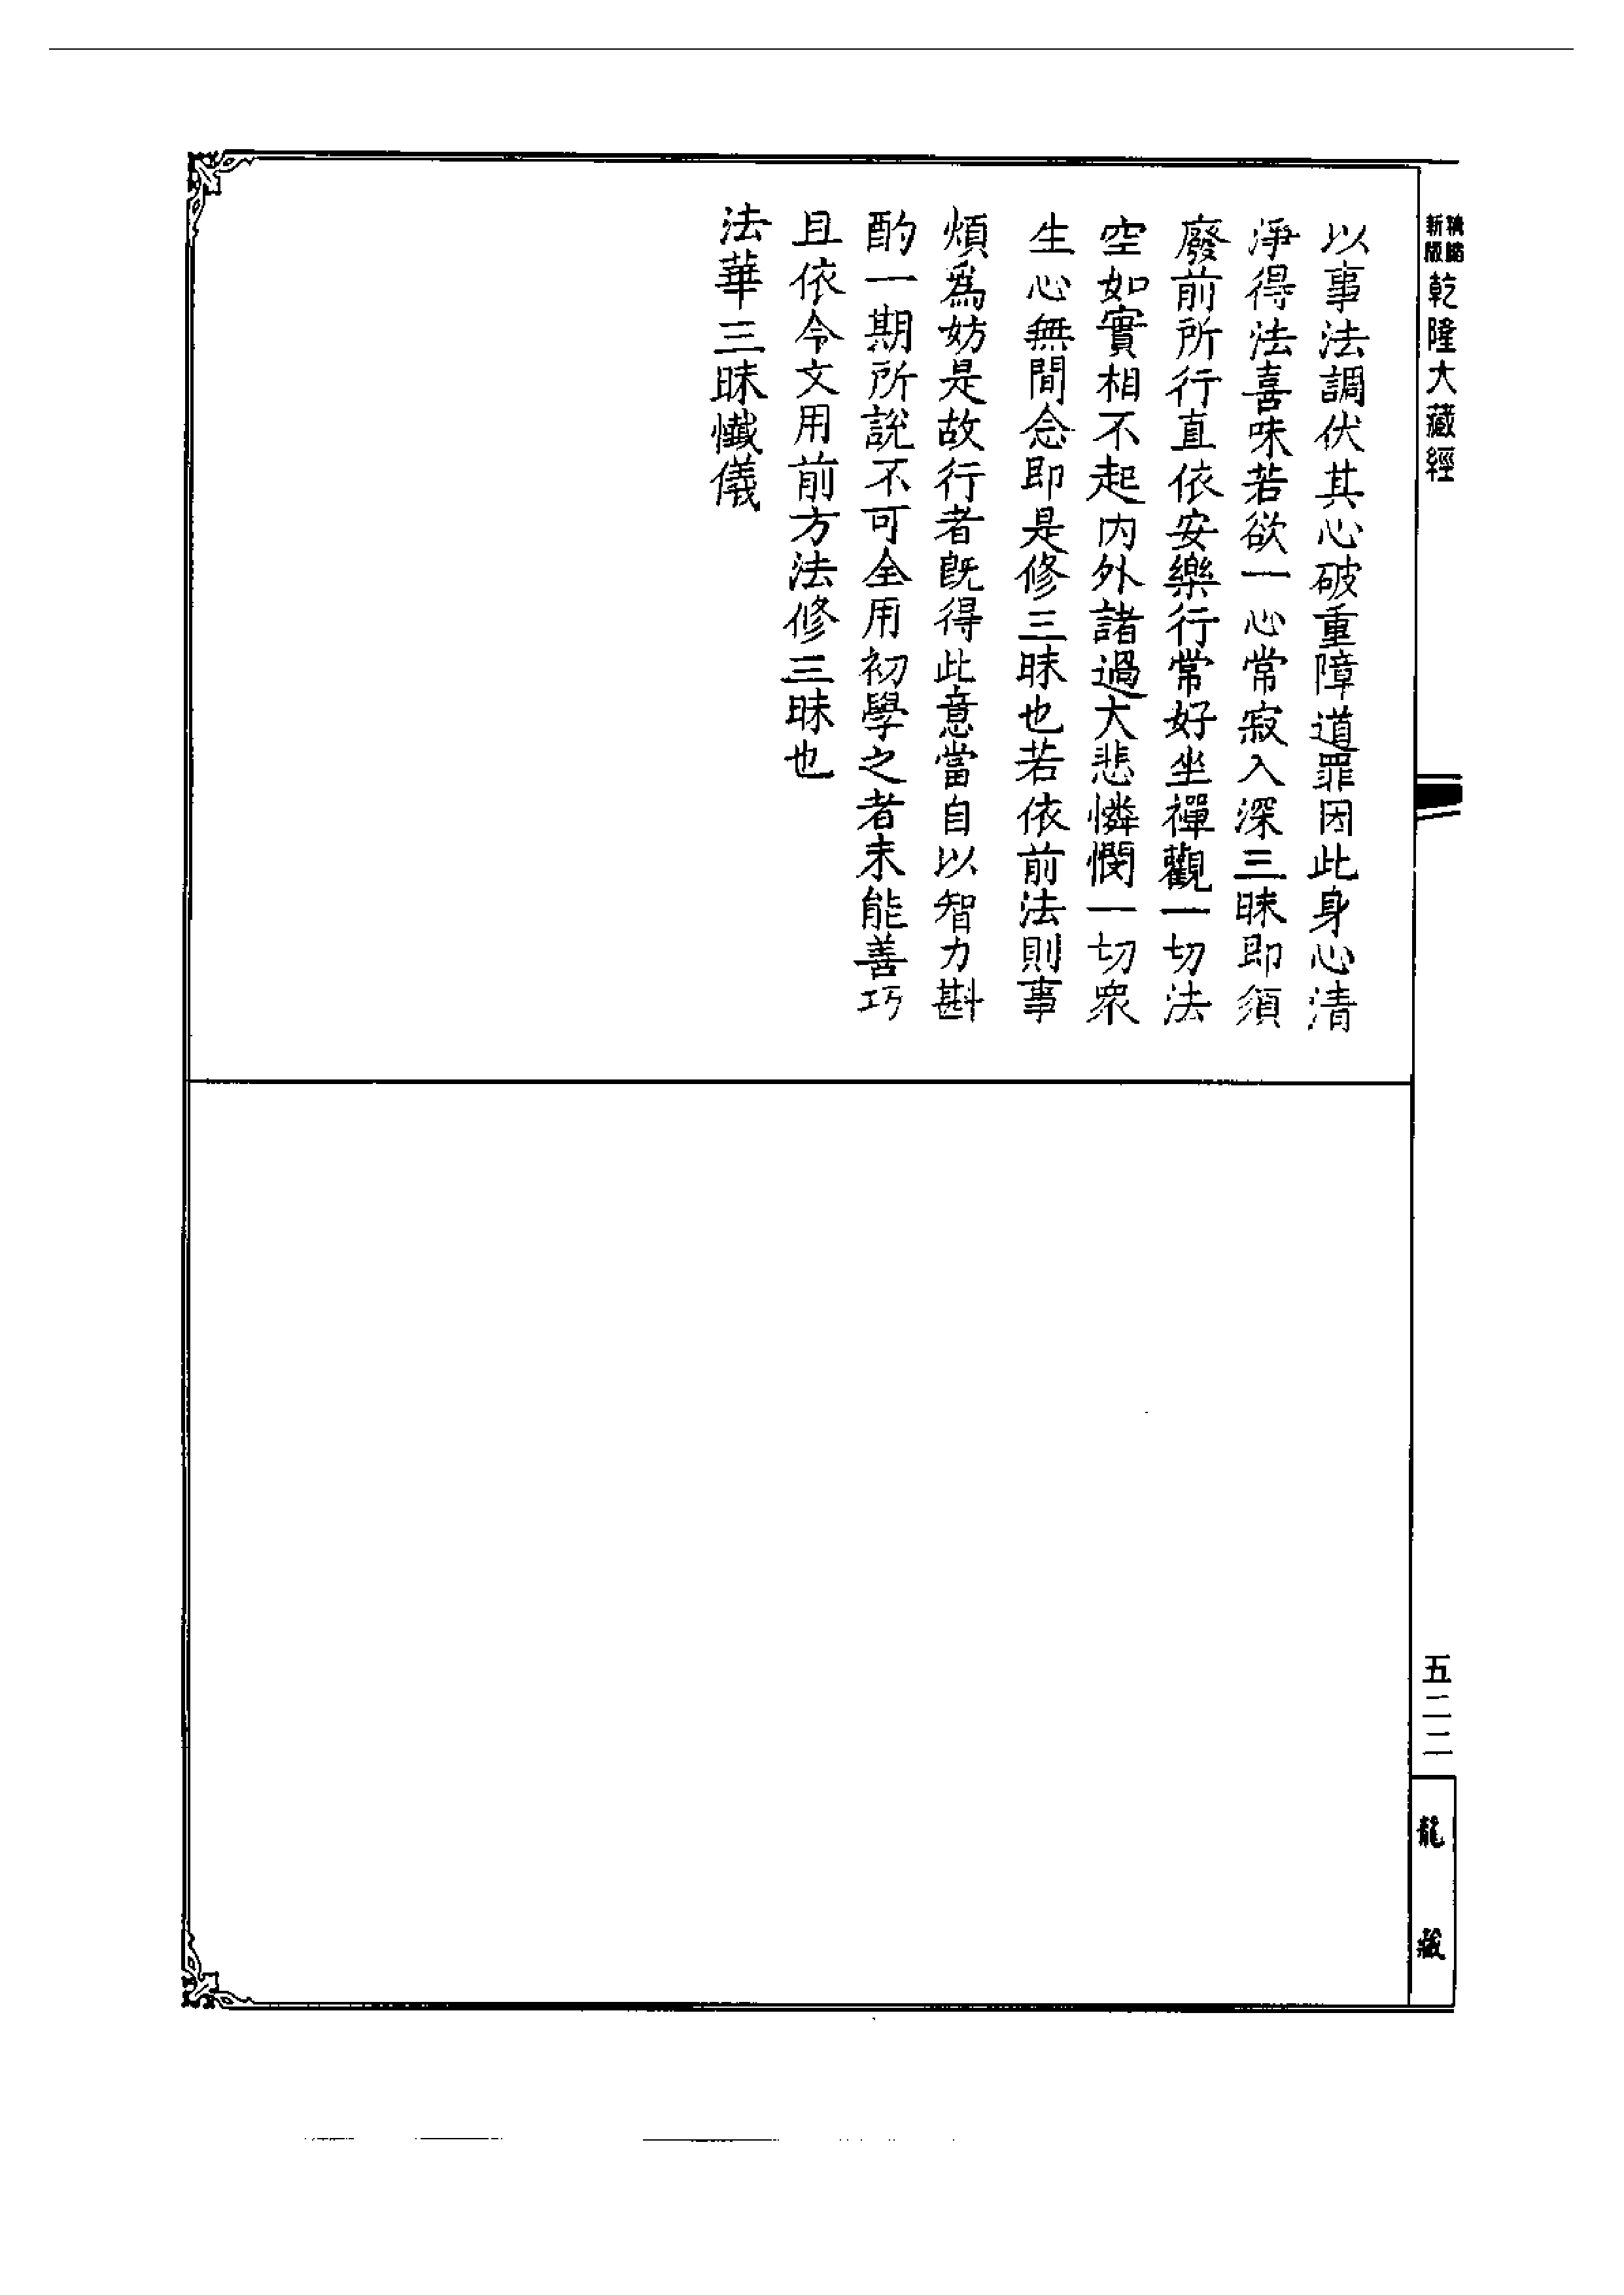 新版
精縮
乾隆大藏經
以事法調伏其心破重障道罪因此身心清
淨得法喜味若欲一心常寂入深三昧即須
廢前所行直依安樂行常好坐禪觀一切法
空如實相不起內外諸過大悲憐憫一切眾
生心無間念即是修三昧也若依前法則事
煩為妨是故行者既得此意當自以智力斟
酌一期所說不可全用初學之者未能善巧
且依令文用前方法修三昧也
法華三昧懺儀
五二二
龍藏